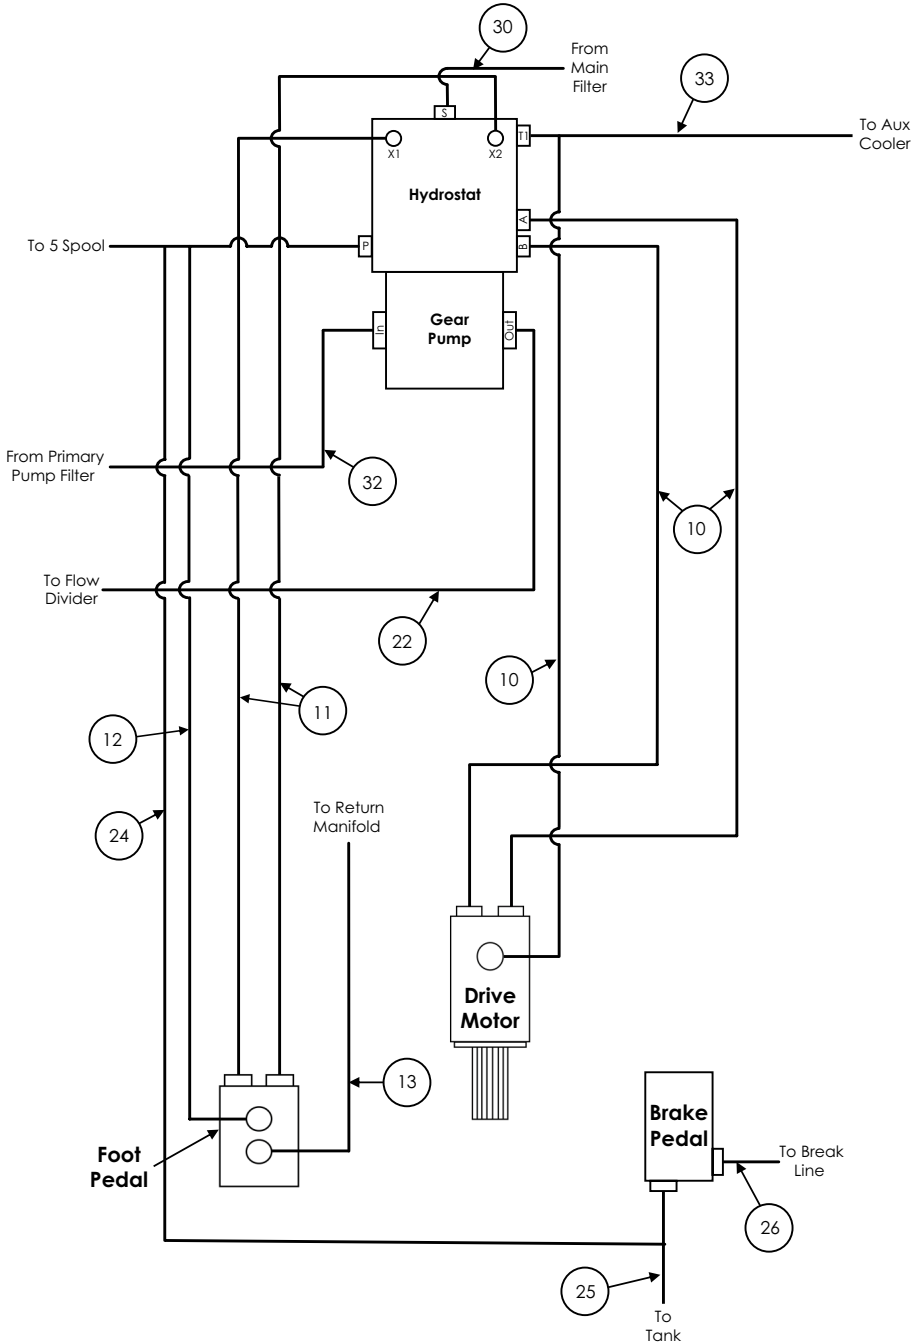 30
From
Main
Filter
33
To Aux
Cooler
S
X1
X2
T1
Hydrostat
A
B
P
To 5 Spool
In
Gear
Pump
Out
From Primary
Pump Filter
32
10
To Flow
Divider
22
10
11
12
24
To Return
Manifold
Drive
Motor
13
Foot
Pedal
Brake
Pedal
To Break
Line
26
25
To
Tank